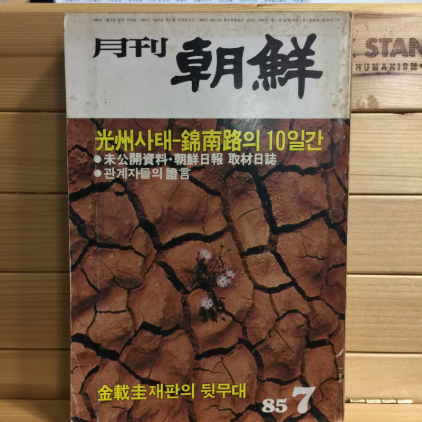 月刊 朝鮮
光州사태-錦南路의 10일간
●未公開資料·朝鮮日報 取材日誌
●관계자들의 證言
金載圭재판의 뒷무대
85 7
STAN
HUMANISM